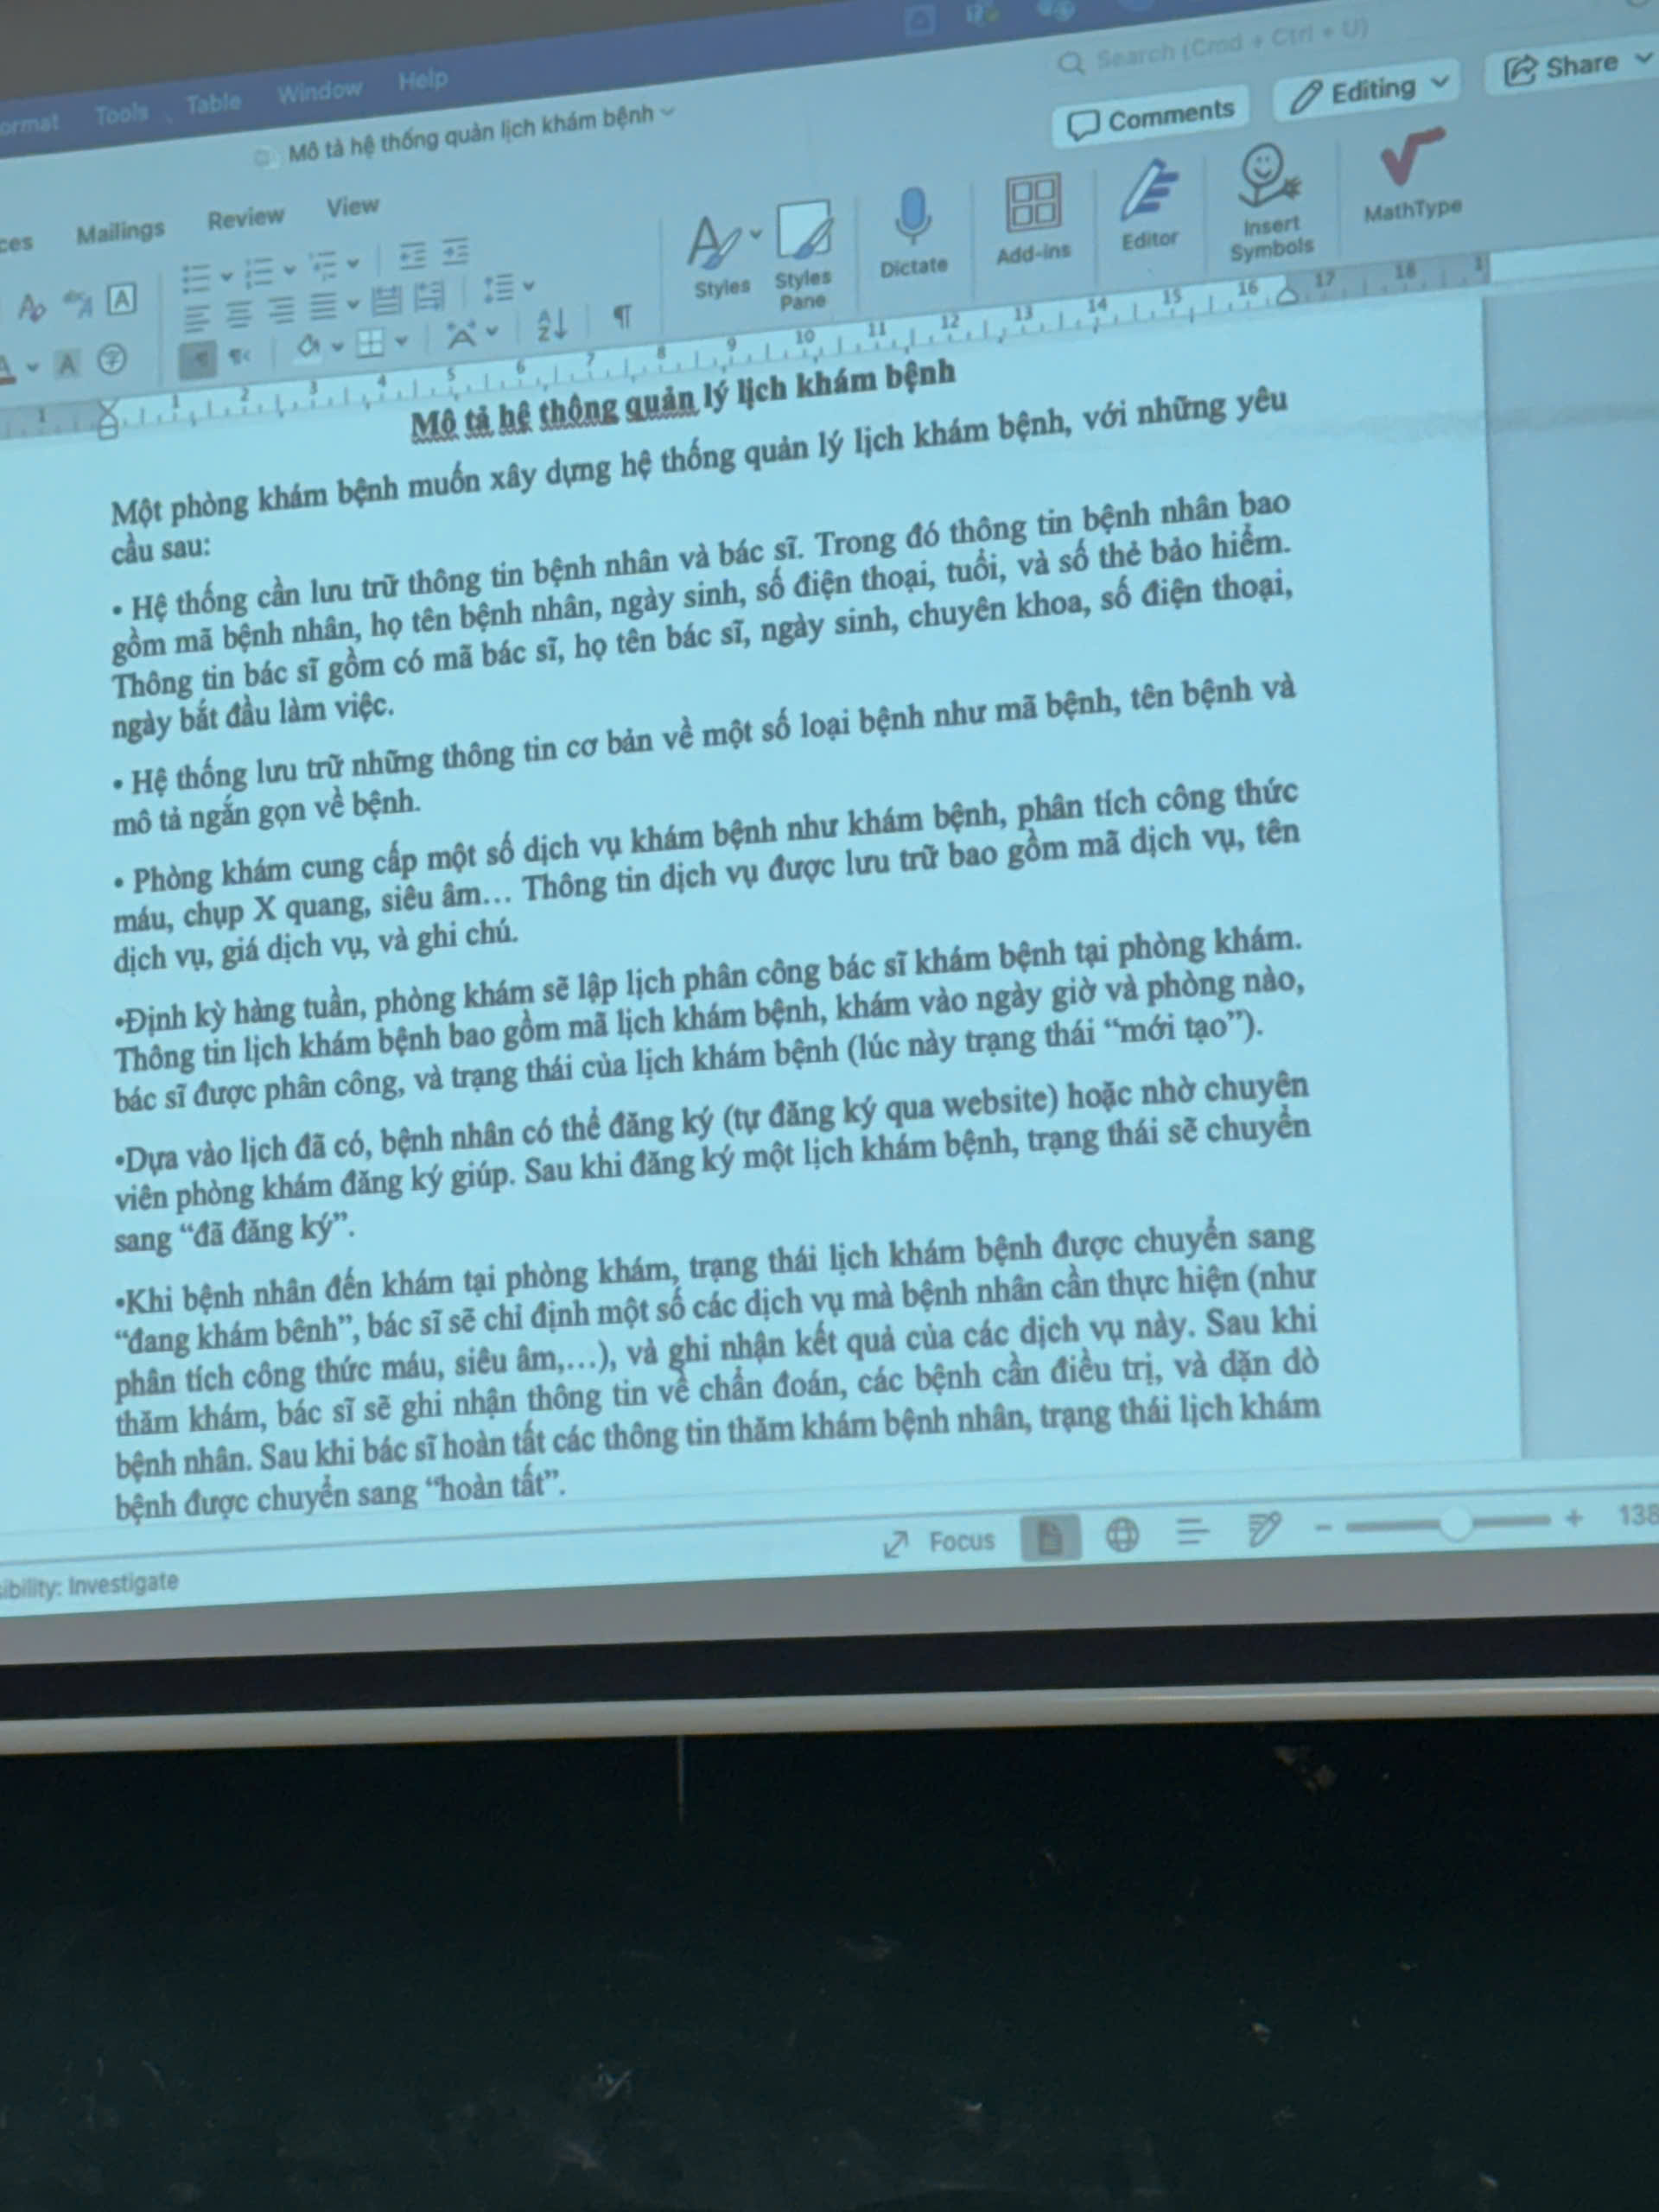 Search (Cmd + Ctrl + U)
Tools Table Window Help
Mô tả hệ thống quản lịch khám bệnh
Comments Editing Share
Mailings Review View
Styles
Styles Pane
Dictate
Add-ins
Editor
Insert Symbols
MathType
1 1 2 3 4 5 6 7 8 9 10 11 12 13 14 15 16 17 18
Mô tả hệ thống quản lý lịch khám bệnh
Một phòng khám bệnh muốn xây dựng hệ thống quản lý lịch khám bệnh, với những yêu
cầu sau:
• Hệ thống cần lưu trữ thông tin bệnh nhân và bác sĩ. Trong đó thông tin bệnh nhân bao
gồm mã bệnh nhân, họ tên bệnh nhân, ngày sinh, số điện thoại, tuổi, và số thẻ bảo hiểm.
Thông tin bác sĩ gồm có mã bác sĩ, họ tên bác sĩ, ngày sinh, chuyên khoa, số điện thoại,
ngày bắt đầu làm việc.
• Hệ thống lưu trữ những thông tin cơ bản về một số loại bệnh như mã bệnh, tên bệnh và
mô tả ngắn gọn về bệnh.
• Phòng khám cung cấp một số dịch vụ khám bệnh như khám bệnh, phân tích công thức
máu, chụp X quang, siêu âm… Thông tin dịch vụ được lưu trữ bao gồm mã dịch vụ, tên
dịch vụ, giá dịch vụ, và ghi chú.
•Định kỳ hàng tuần, phòng khám sẽ lập lịch phân công bác sĩ khám bệnh tại phòng khám.
Thông tin lịch khám bệnh bao gồm mã lịch khám bệnh, khám vào ngày giờ và phòng nào,
bác sĩ được phân công, và trạng thái của lịch khám bệnh (lúc này trạng thái “mới tạo”).
•Dựa vào lịch đã có, bệnh nhân có thể đăng ký (tự đăng ký qua website) hoặc nhờ chuyên
viên phòng khám đăng ký giúp. Sau khi đăng ký một lịch khám bệnh, trạng thái sẽ chuyển
sang “đã đăng ký”.
•Khi bệnh nhân đến khám tại phòng khám, trạng thái lịch khám bệnh được chuyển sang
“đang khám bênh”, bác sĩ sẽ chỉ định một số các dịch vụ mà bệnh nhân cần thực hiện (như
phân tích công thức máu, siêu âm,…), và ghi nhận kết quả của các dịch vụ này. Sau khi
thăm khám, bác sĩ sẽ ghi nhận thông tin về chẩn đoán, các bệnh cần điều trị, và dặn dò
bệnh nhân. Sau khi bác sĩ hoàn tất các thông tin thăm khám bệnh nhân, trạng thái lịch khám
bệnh được chuyển sang “hoàn tất”.
Focus
Investigate